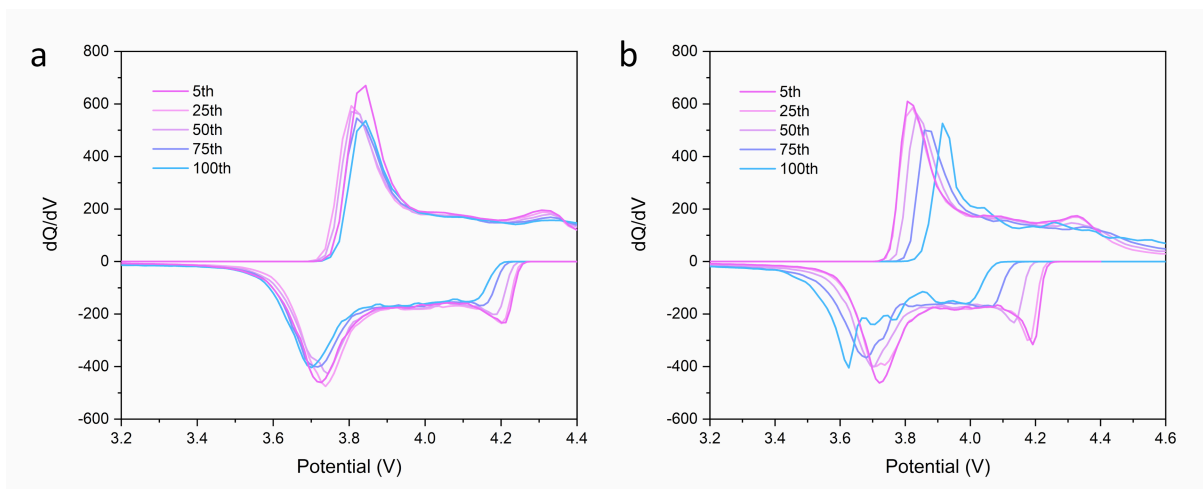 a
800
600
400
200
0
-200
-400
-600
dQ/dV
5th
25th
50th
75th
100th
3.2 3.4 3.6 3.8 4.0 4.2 4.4
Potential (V)
b
800
600
400
200
0
-200
-400
-600
dQ/dV
5th
25th
50th
75th
100th
3.2 3.4 3.6 3.8 4.0 4.2 4.4 4.6
Potential (V)